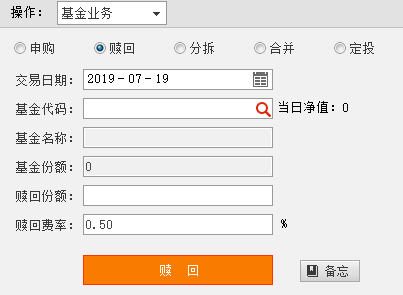 操作： 基金业务
申购 赎回 分拆 合并 定投
交易日期： 2019-07-19
基金代码： 当日净值：0
基金名称：
基金份额： 0
赎回份额：
赎回费率： 0.50 %
赎 回 备忘